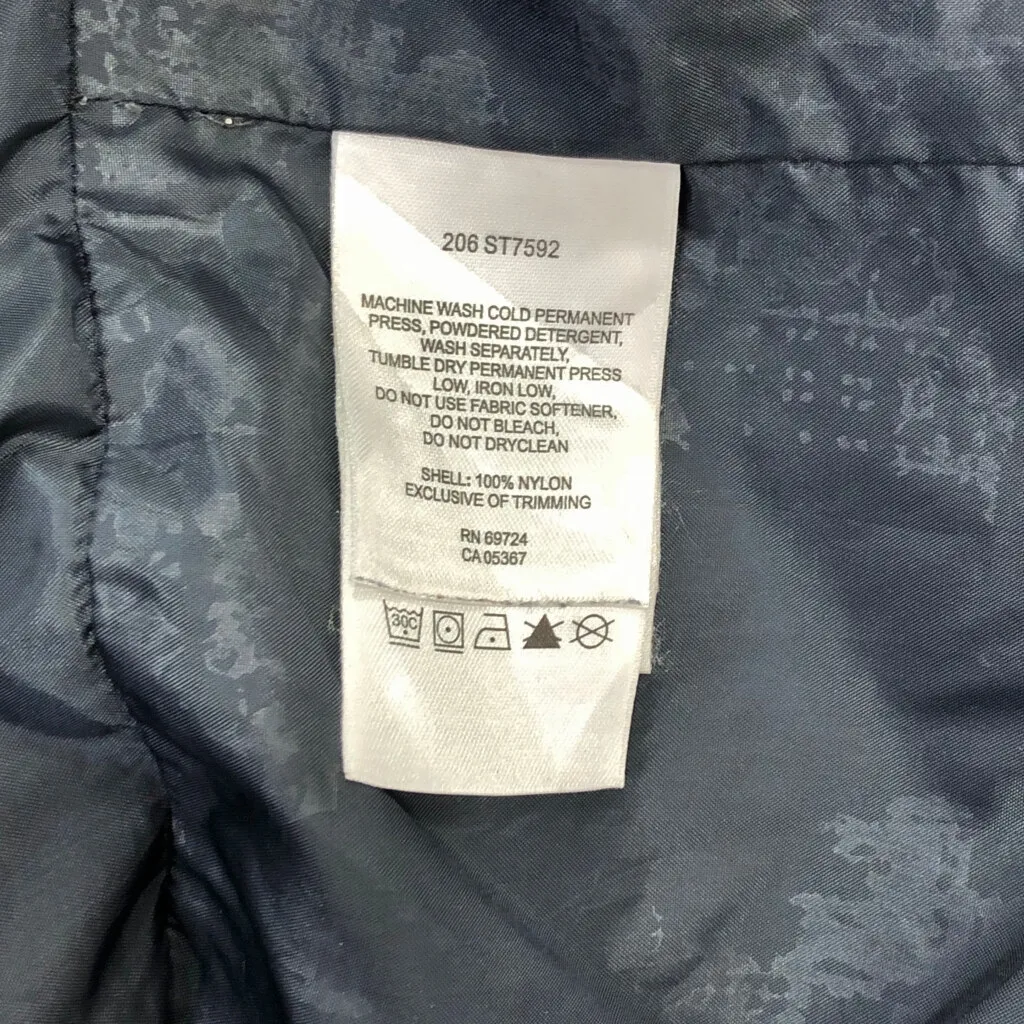 206 ST7592
MACHINE WASH COLD PERMANENT
PRESS, POWDERED DETERGENT,
WASH SEPARATELY,
TUMBLE DRY PERMANENT PRESS
LOW, IRON LOW,
DO NOT USE FABRIC SOFTENER,
DO NOT BLEACH,
DO NOT DRYCLEAN
SHELL: 100% NYLON
EXCLUSIVE OF TRIMMING
RN 69724
CA 05367
30C